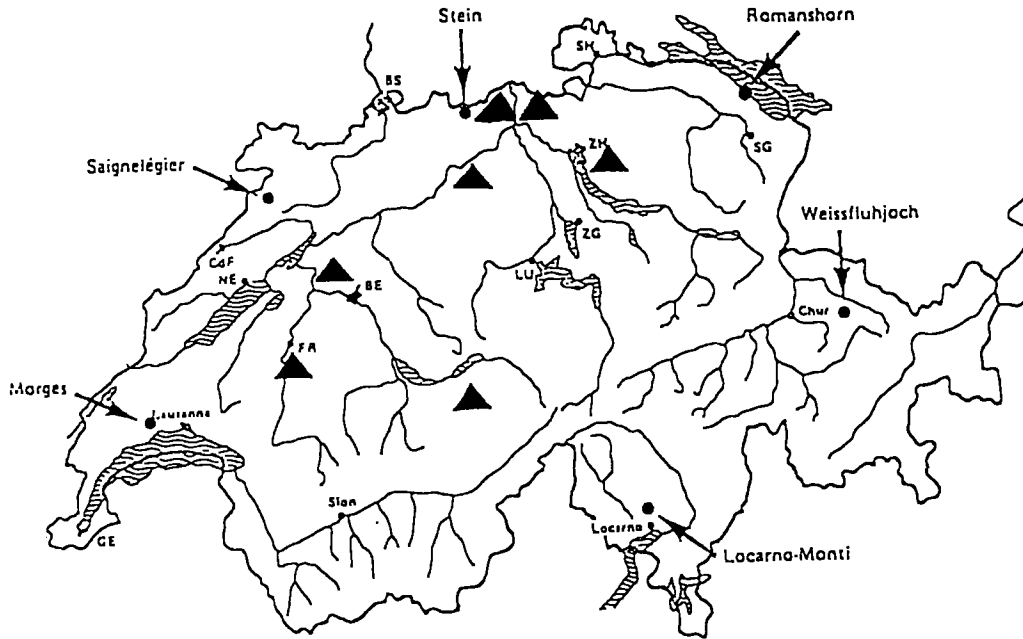 Stein
Romanshorn
SH
BS
ZH
SG
Saignelégier
Weissfluhjoch
ZG
CdF
NE
LU
BE
Chur
FR
Morges
Lausanne
Sion
Locarno
GE
Locarno-Monti